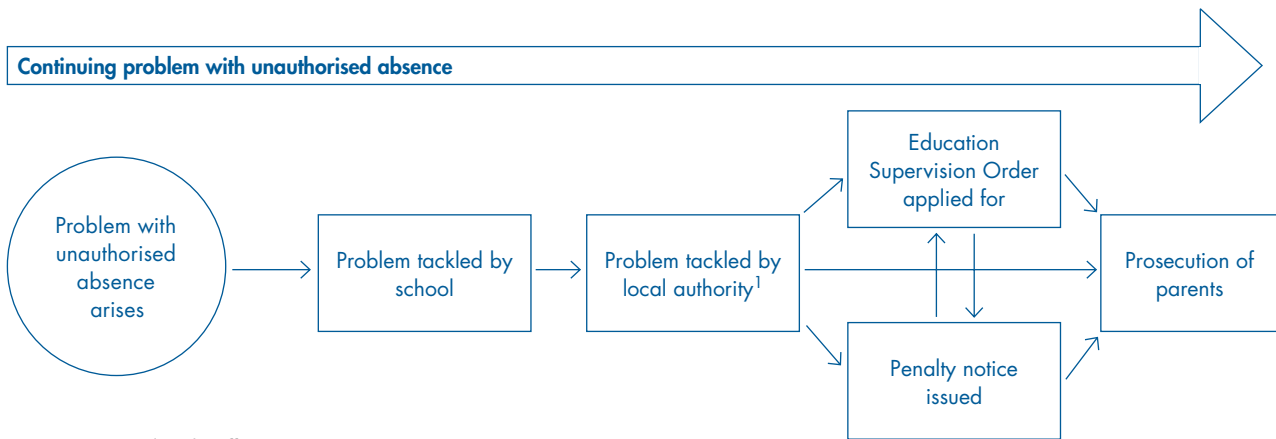 Continuing problem with unauthorised absence
Problem with
unauthorised
absence
arises
Problem tackled by
school
Problem tackled by
local authority1
Education
Supervision Order
applied for
Penalty notice
issued
Prosecution of
parents